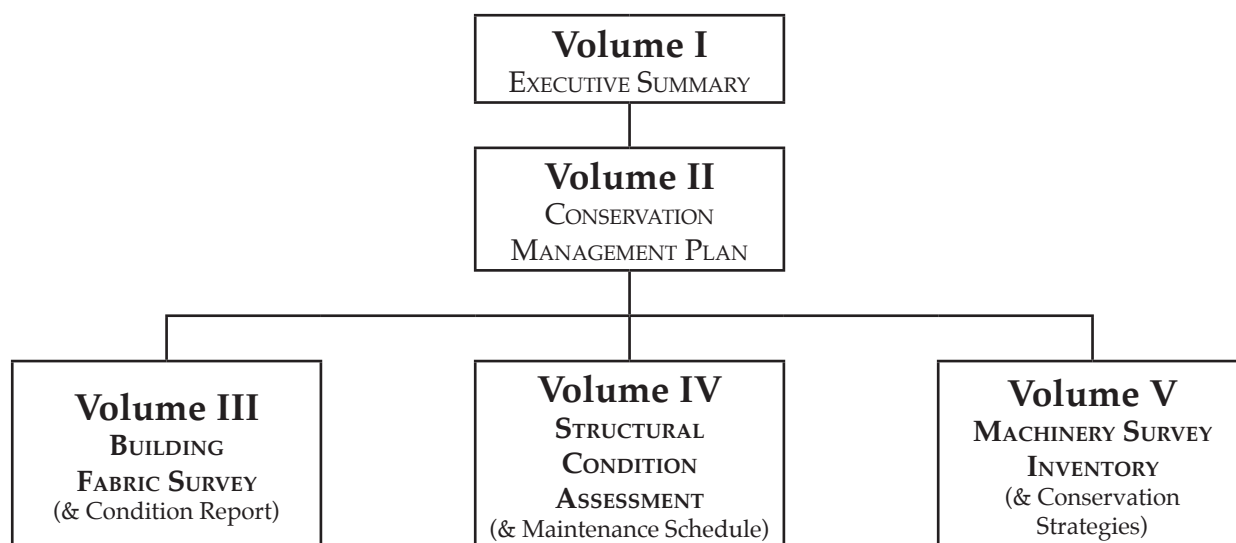 Volume I
Executive Summary
Volume II
Conservation
Management Plan
Volume III
Building
Fabric Survey
(& Condition Report)
Volume IV
Structural
Condition
Assessment
(& Maintenance Schedule)
Volume V
Machinery Survey
Inventory
(& Conservation
Strategies)